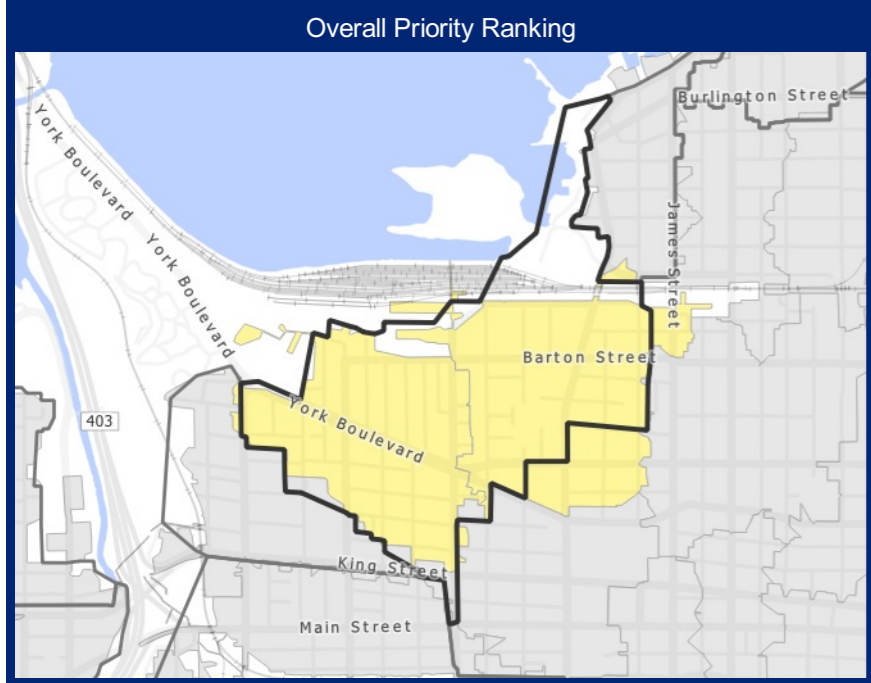 Overall Priority Ranking
Burlington Street
York Boulevard
York Boulevard
James Street
Barton Street
York Boulevard
403
King Street
Main Street